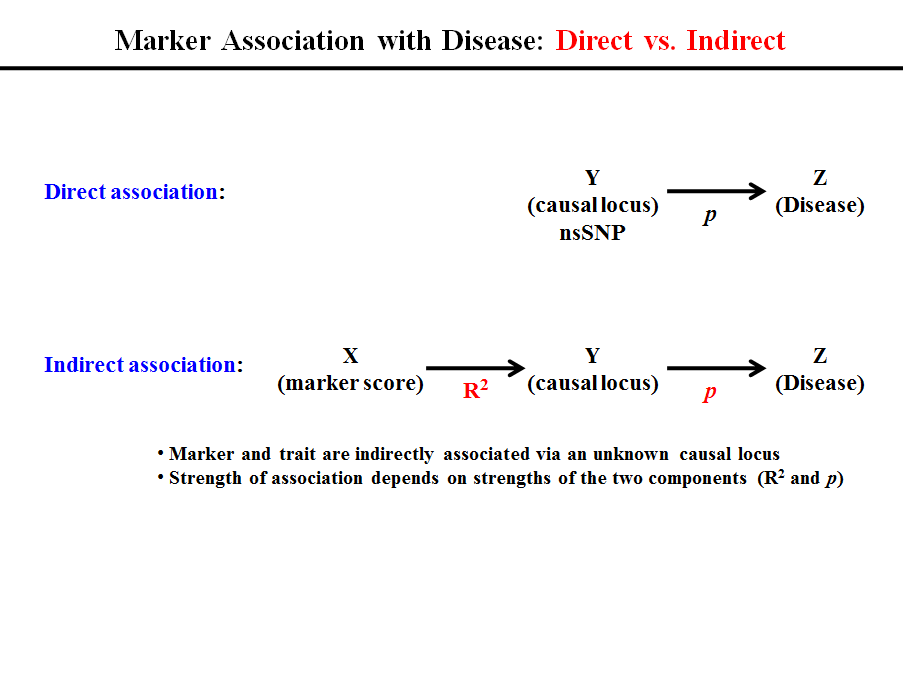 Marker Association with Disease: Direct vs. Indirect
Direct association:
Y
(causal locus)
nsSNP
p
Z
(Disease)
Indirect association:
X
(marker score)
R²
Y
(causal locus)
p
Z
(Disease)
• Marker and trait are indirectly associated via an unknown causal locus
• Strength of association depends on strengths of the two components (R² and p)